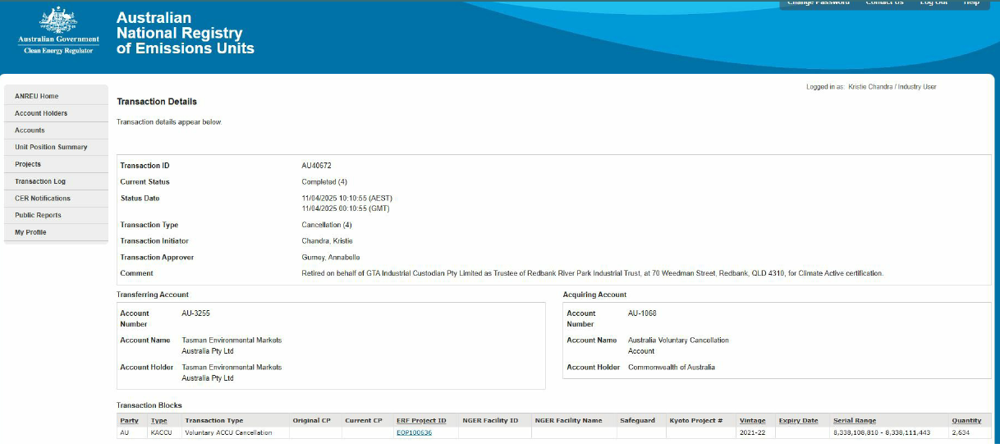 Change Password Contact Us Log Out Help
Australian Government
Clean Energy Regulator
Australian
National Registry
of Emissions Units
Logged in as: Kristie Chandra / Industry User
ANREU Home
Account Holders
Accounts
Unit Position Summary
Projects
Transaction Log
CER Notifications
Public Reports
My Profile
Transaction Details
Transaction details appear below.
Transaction ID AU40672
Current Status Completed (4)
Status Date 11/04/2025 10:10:55 (AEST)
11/04/2025 00:10:55 (GMT)
Transaction Type Cancellation (4)
Transaction Initiator Chandra, Kristie
Transaction Approver Gurney, Annabelle
Comment Retired on behalf of GTA Industrial Custodian Pty Limited as Trustee of Redbank River Park Industrial Trust, at 70 Weedman Street, Redbank, QLD 4310, for Climate Active certification.
Transferring Account
Account Number AU-3255
Account Name Tasman Environmental Markets
Australia Pty Ltd
Account Holder Tasman Environmental Markets
Australia Pty Ltd
Acquiring Account
Account Number AU-1068
Account Name Australia Voluntary Cancellation
Account
Account Holder Commonwealth of Australia
Transaction Blocks
Party Type Transaction Type Original CP Current CP ERF Project ID NGER Facility ID NGER Facility Name Safeguard Kyoto Project # Vintage Expiry Date Serial Range Quantity
AU KACCU Voluntary ACCU Cancellation EOP100636 2021-22 8,338,108,810 - 8,338,111,443 2,634